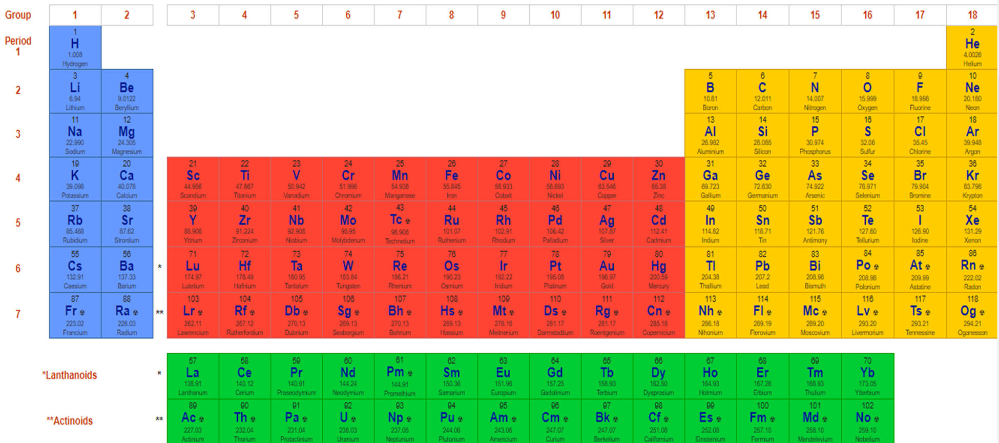 Group 1 2 3 4 5 6 7 8 9 10 11 12 13 14 15 16 17 18
Period
1
1 2
H He
1.008 4.0026
Hydrogen Helium
2
3 4 5 6 7 8 9 10
Li Be B C N O F Ne
6.94 9.0122 10.81 12.011 14.007 15.999 18.998 20.180
Lithium Beryllium Boron Carbon Nitrogen Oxygen Fluorine Neon
3
11 12 13 14 15 16 17 18
Na Mg Al Si P S Cl Ar
22.990 24.305 26.982 28.085 30.974 32.06 35.45 39.948
Sodium Magnesium Aluminium Silicon Phosphorus Sulfur Chlorine Argon
4
19 20 21 22 23 24 25 26 27 28 29 30 31 32 33 34 35 36
K Ca Sc Ti V Cr Mn Fe Co Ni Cu Zn Ga Ge As Se Br Kr
39.098 40.078 44.956 47.867 50.942 51.996 54.938 55.845 58.933 58.693 63.546 65.38 69.723 72.630 74.922 78.971 79.904 83.798
Potassium Calcium Scandium Titanium Vanadium Chromium Manganese Iron Cobalt Nickel Copper Zinc Gallium Germanium Arsenic Selenium Bromine Krypton
5
37 38 39 40 41 42 43 44 45 46 47 48 49 50 51 52 53 54
Rb Sr Y Zr Nb Mo Tc ☢ Ru Rh Pd Ag Cd In Sn Sb Te I Xe
85.468 87.62 88.906 91.224 92.906 95.95 96.906 101.07 102.91 106.42 107.87 112.41 114.82 118.71 121.76 127.60 126.90 131.29
Rubidium Strontium Yttrium Zirconium Niobium Molybdenum Technetium Ruthenium Rhodium Palladium Silver Cadmium Indium Tin Antimony Tellurium Iodine Xenon
6 *
55 56 71 72 73 74 75 76 77 78 79 80 81 82 83 84 85 86
Cs Ba Lu Hf Ta W Re Os Ir Pt Au Hg Tl Pb Bi Po ☢ At ☢ Rn ☢
132.91 137.33 174.97 178.49 180.95 183.84 186.21 190.23 192.22 195.08 196.97 200.59 204.38 207.2 208.98 208.98 209.99 222.02
Caesium Barium Lutetium Hafnium Tantalum Tungsten Rhenium Osmium Iridium Platinum Gold Mercury Thallium Lead Bismuth Polonium Astatine Radon
7 **
87 88 103 104 105 106 107 108 109 110 111 112 113 114 115 116 117 118
Fr ☢ Ra ☢ Lr ☢ Rf ☢ Db ☢ Sg ☢ Bh ☢ Hs ☢ Mt ☢ Ds ☢ Rg ☢ Cn ☢ Nh ☢ Fl ☢ Mc ☢ Lv ☢ Ts ☢ Og ☢
223.02 226.03 262.11 267.12 270.13 269.13 270.13 269.13 278.16 281.17 281.17 285.18 286.18 289.19 289.20 293.20 293.21 294.21
Francium Radium Lawrencium Rutherfordium Dubnium Seaborgium Bohrium Hassium Meitnerium Darmstadtium Roentgenium Copernicium Nihonium Flerovium Moscovium Livermorium Tennessine Oganesson
*Lanthanoids *
57 58 59 60 61 62 63 64 65 66 67 68 69 70
La Ce Pr Nd Pm ☢ Sm Eu Gd Tb Dy Ho Er Tm Yb
138.91 140.12 140.91 144.24 144.91 150.36 151.96 157.25 158.93 162.50 164.93 167.26 168.93 173.05
Lanthanum Cerium Praseodymium Neodymium Promethium Samarium Europium Gadolinium Terbium Dysprosium Holmium Erbium Thulium Ytterbium
**Actinoids **
89 90 91 92 93 94 95 96 97 98 99 100 101 102
Ac ☢ Th ☢ Pa ☢ U ☢ Np ☢ Pu ☢ Am ☢ Cm ☢ Bk ☢ Cf ☢ Es ☢ Fm ☢ Md ☢ No ☢
227.03 232.04 231.04 238.03 237.05 244.06 243.06 247.07 247.07 251.08 252.08 257.10 258.10 259.10
Actinium Thorium Protactinium Uranium Neptunium Plutonium Americium Curium Berkelium Californium Einsteinium Fermium Mendelevium Nobelium